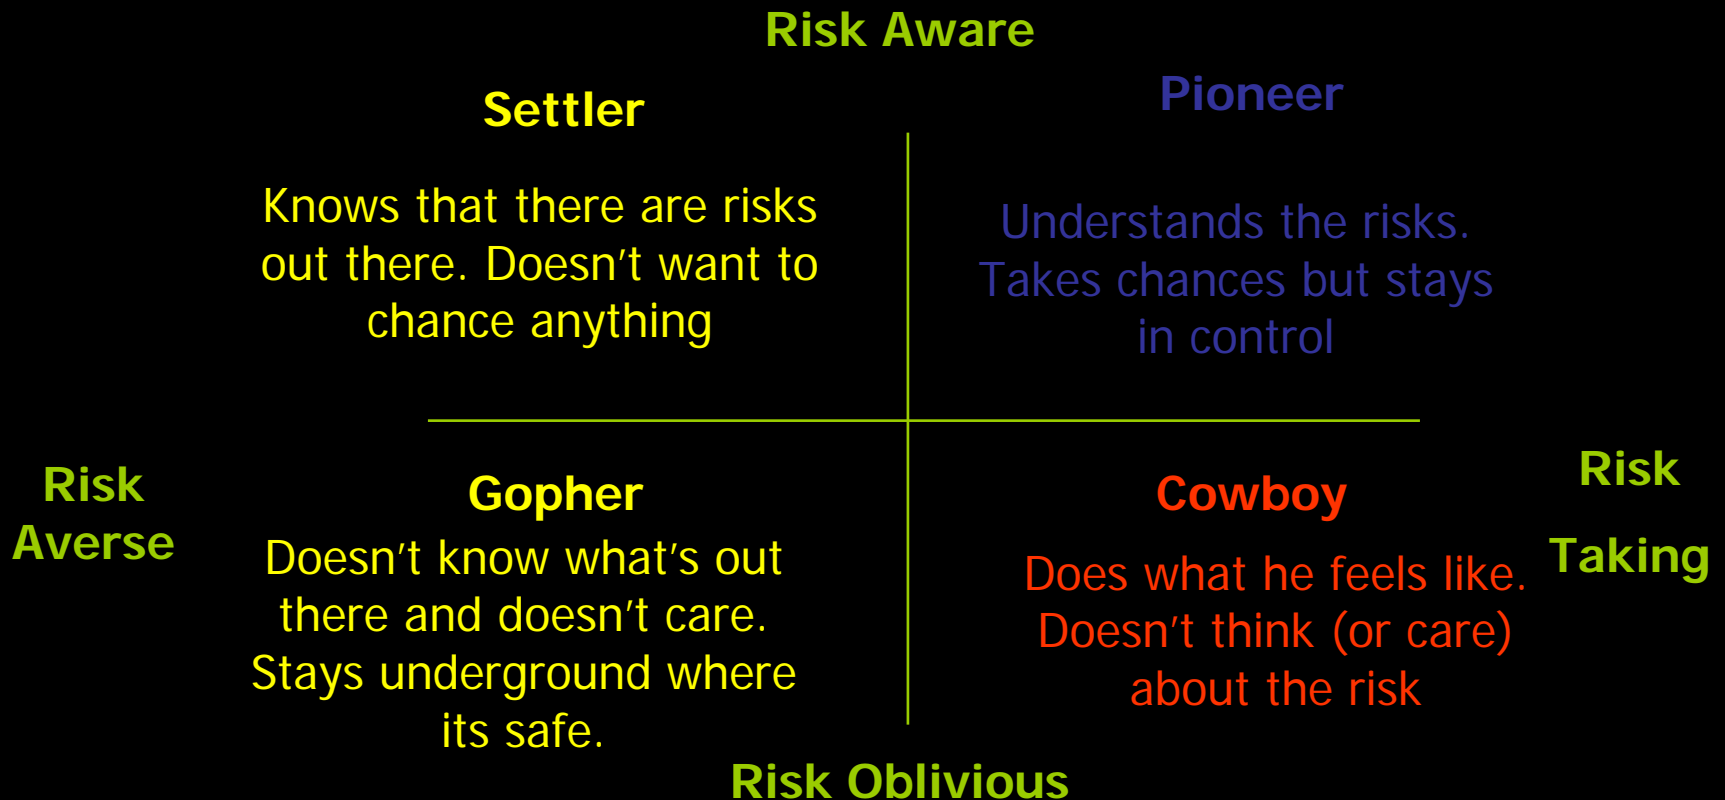 Risk Aware
Settler
Knows that there are risks
out there. Doesn't want to
chance anything
Pioneer
Understands the risks.
Takes chances but stays
in control
Risk
Averse
Gopher
Doesn't know what's out
there and doesn't care.
Stays underground where
its safe.
Cowboy
Does what he feels like.
Doesn't think (or care)
about the risk
Risk
Taking
Risk Oblivious